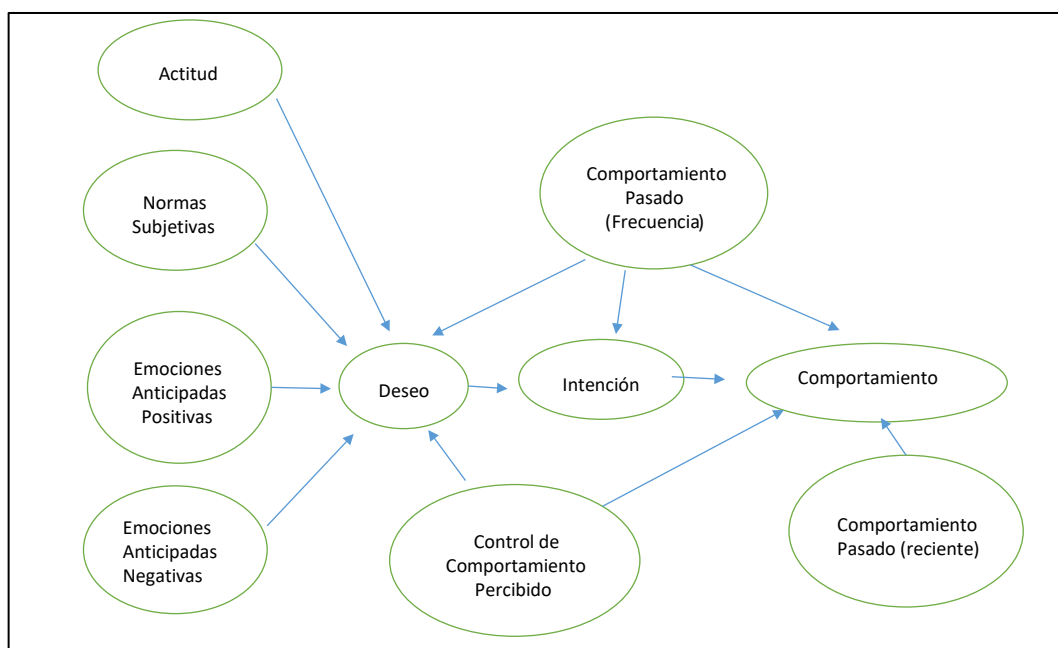 Actitud
Normas
Subjetivas
Emociones
Anticipadas
Positivas
Emociones
Anticipadas
Negativas
Deseo
Comportamiento
Pasado
(Frecuencia)
Intención
Comportamiento
Control de
Comportamiento
Percibido
Comportamiento
Pasado (reciente)